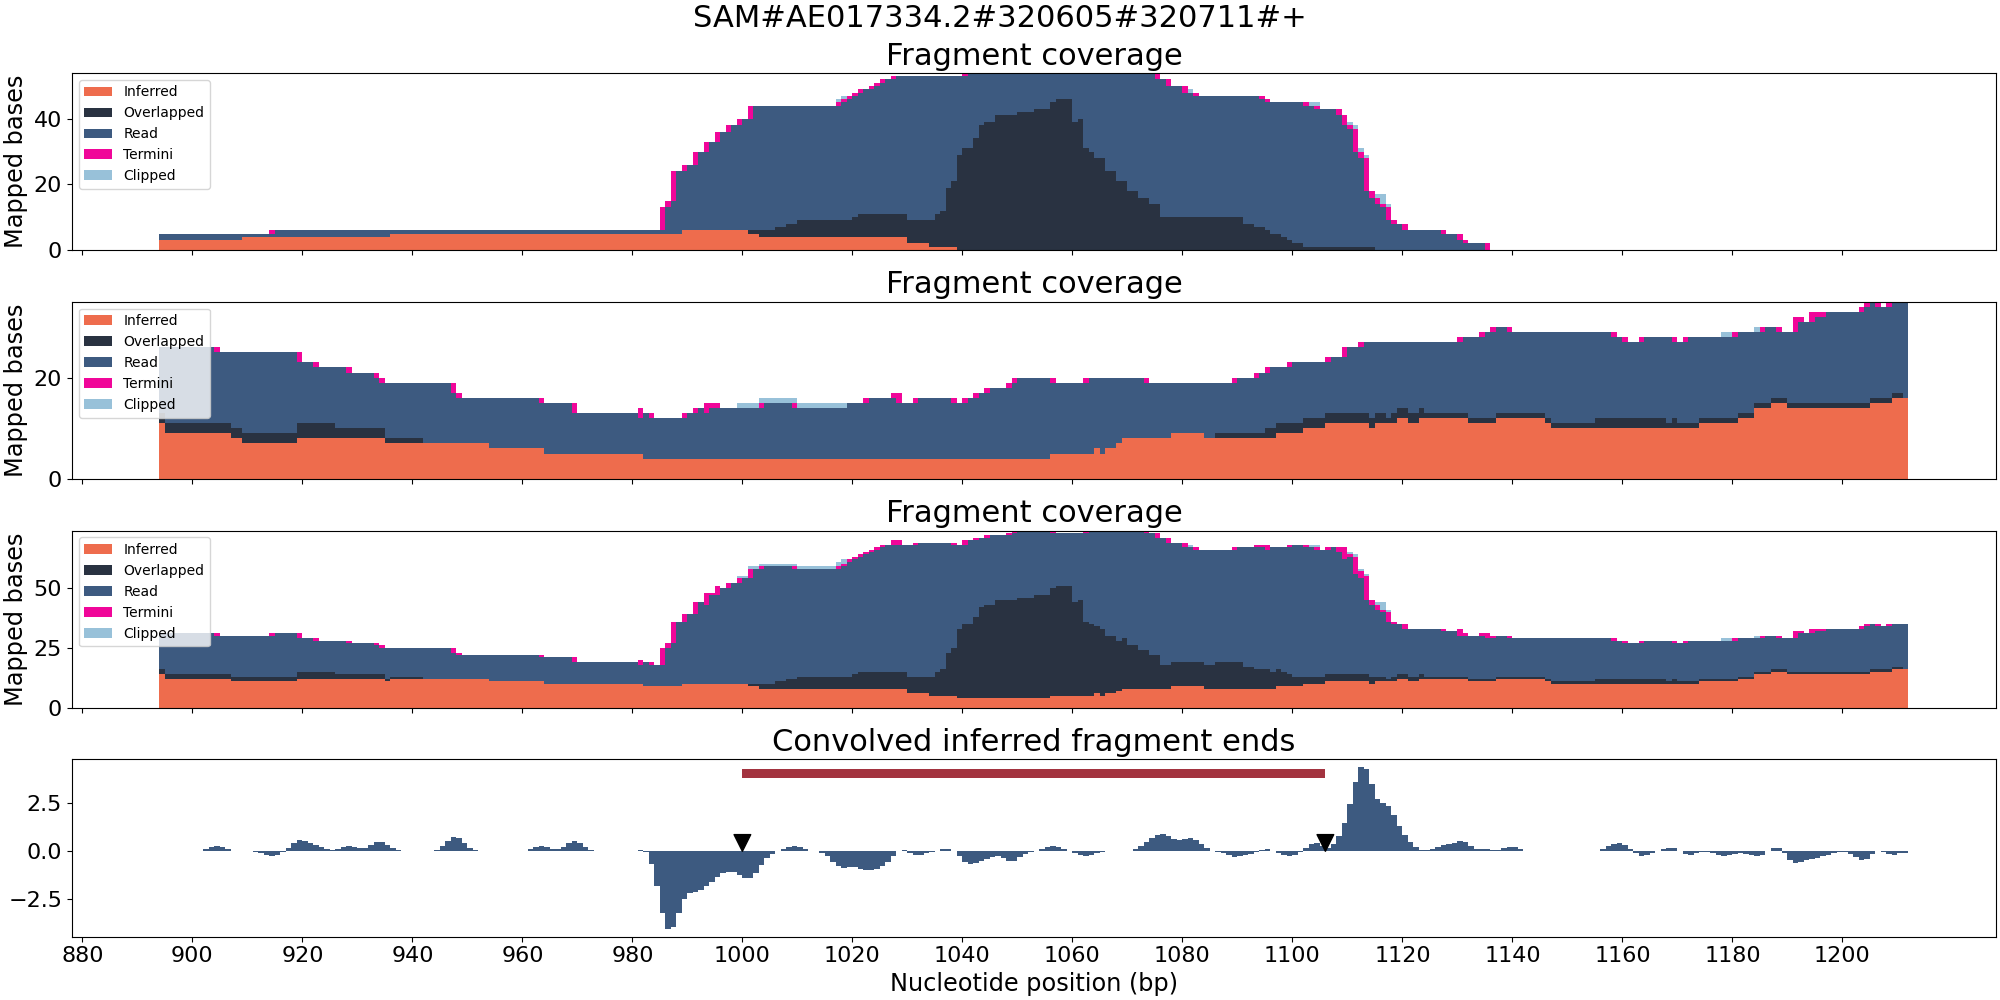 SAM#AE017334.2#320605#320711#+
Fragment coverage
Mapped bases
40
20
0
Inferred
Overlapped
Read
Termini
Clipped
Fragment coverage
Mapped bases
20
0
Inferred
Overlapped
Read
Termini
Clipped
Fragment coverage
Mapped bases
50
25
0
Inferred
Overlapped
Read
Termini
Clipped
Convolved inferred fragment ends
2.5
0.0
−2.5
880 900 920 940 960 980 1000 1020 1040 1060 1080 1100 1120 1140 1160 1180 1200
Nucleotide position (bp)